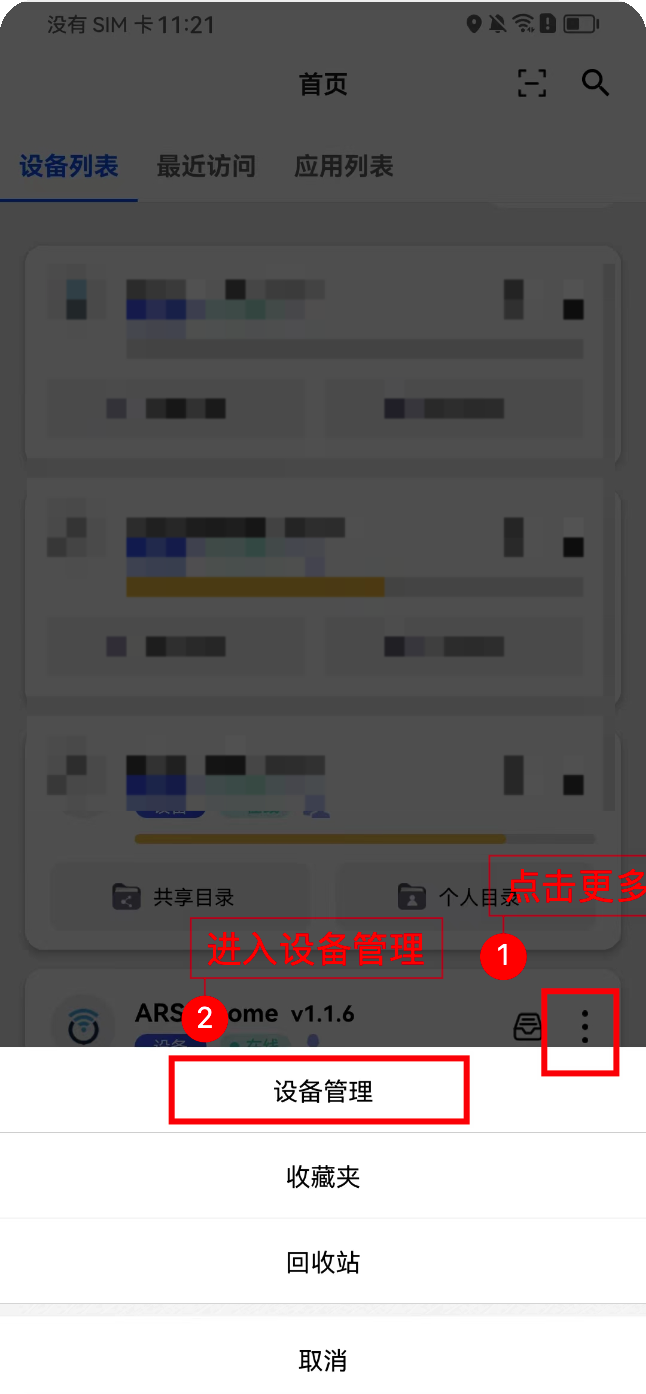 没有 SIM 卡 11:21
首页
设备列表 最近访问 应用列表
共享目录 个人目录
点击更多
1
进入设备管理
2
v1.1.6
设备 在线
设备管理
收藏夹
回收站
取消